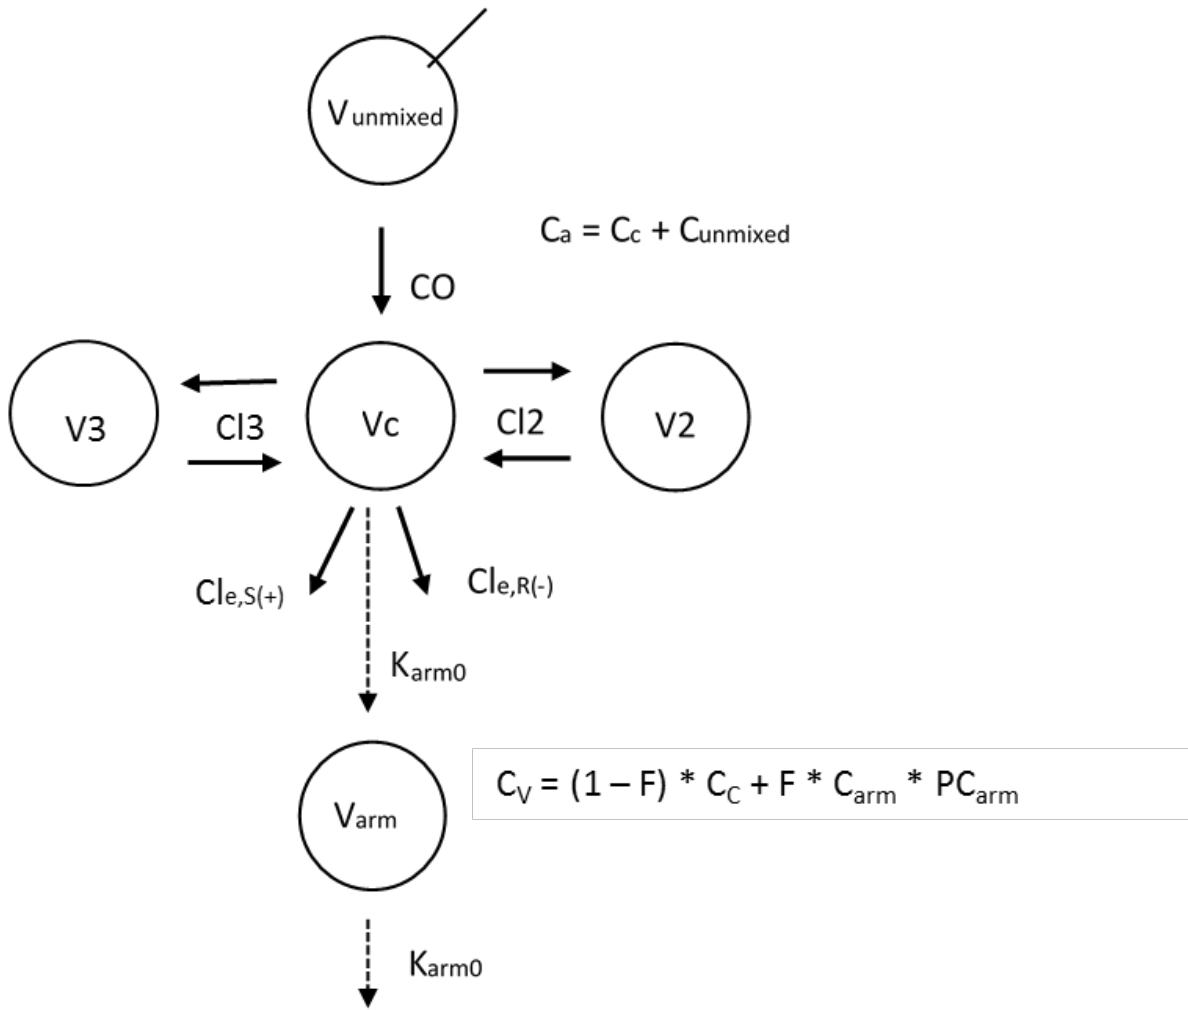 V unmixed
Ca = Cc + Cunmixed
CO
V3
Cl3
Vc
Cl2
V2
Cle,S(+)
Cle,R(-)
Karm0
Varm
CV = (1 – F) * CC + F * Carm * PCarm
Karm0